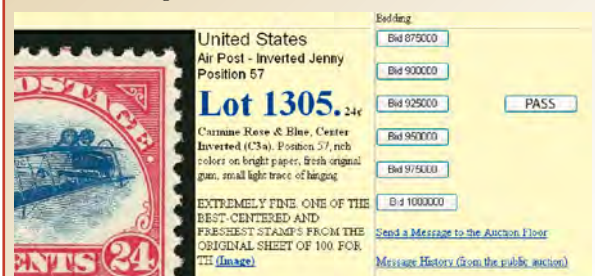 Bidding
United States
Air Post - Inverted Jenny
Position 57
Lot 1305. 24¢
Carmine Rose & Blue, Center
Inverted (C3a). Position 57, rich
colors on bright paper, fresh original
gum, small light trace of hinging
EXTREMELY FINE. ONE OF THE
BEST-CENTERED AND
FRESHEST STAMPS FROM THE
ORIGINAL SHEET OF 100. FOR
TH (Image)
POSTAGE
CENTS 24
Bid 875000
Bid 900000
Bid 925000
PASS
Bid 950000
Bid 975000
Bid 1000000
Send a Message to the Auction Floor
Message History (from the public auction)